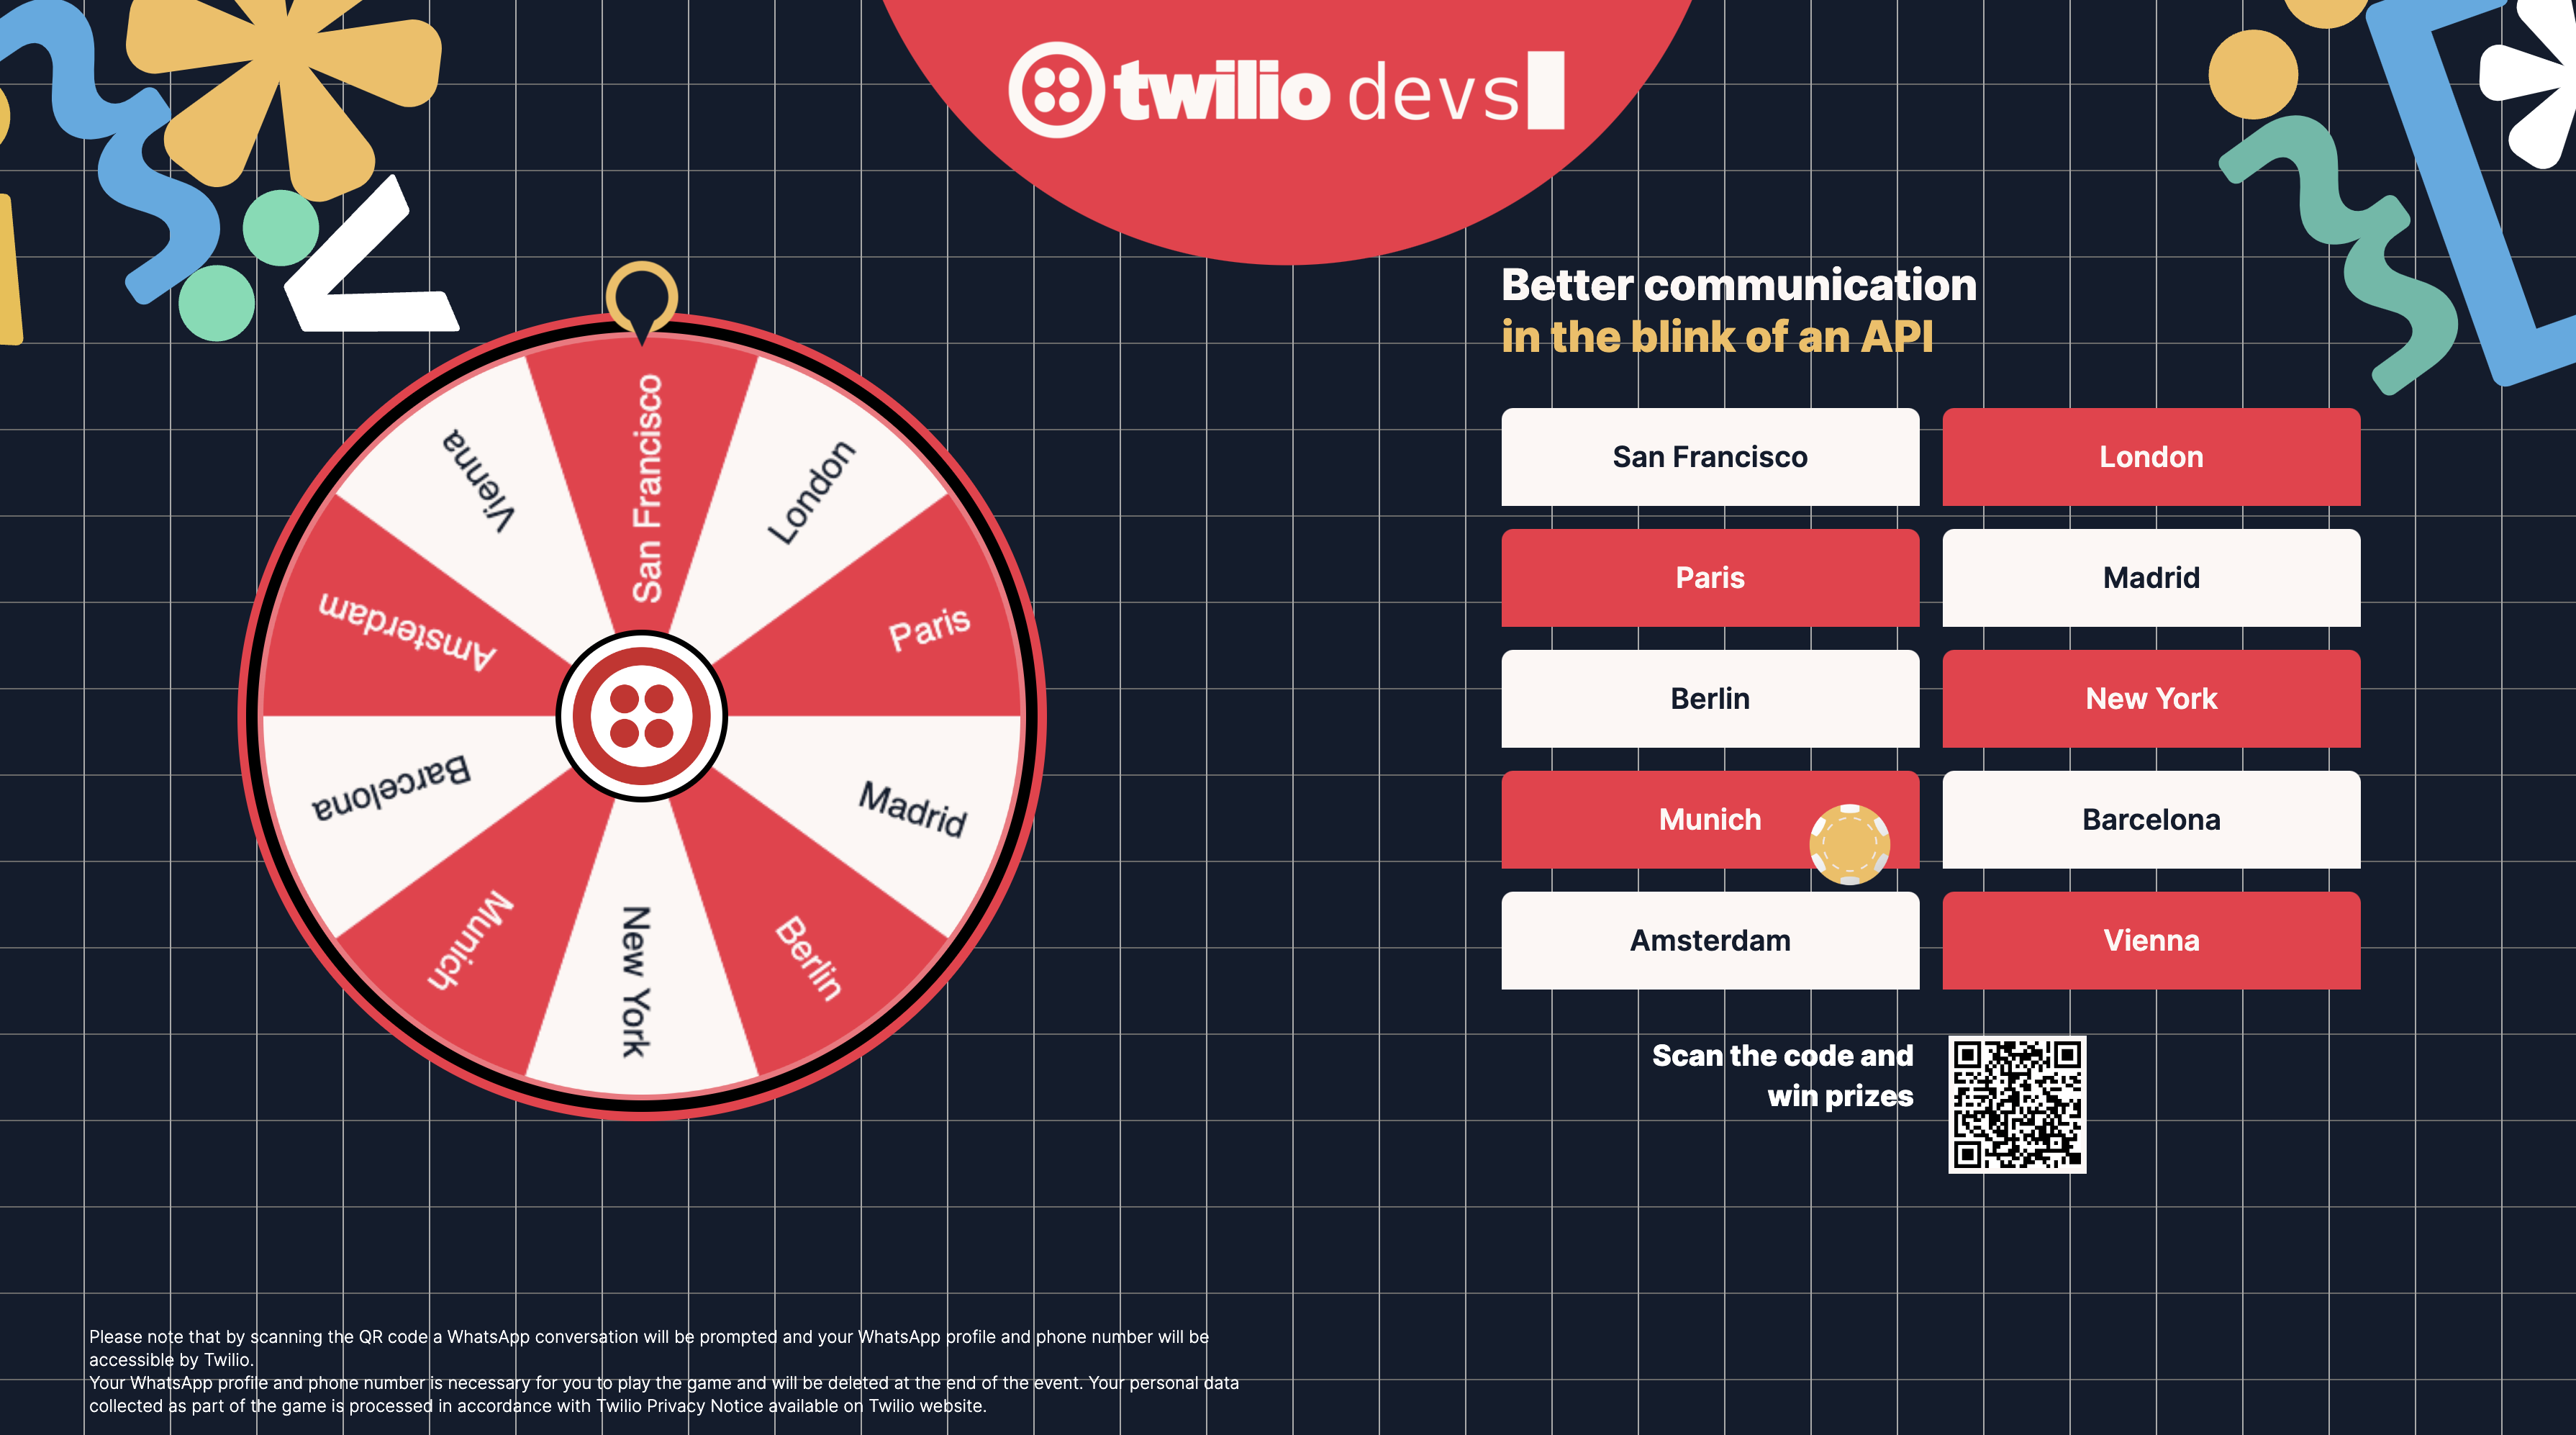 twilio devs
Better communication
in the blink of an API
San Francisco
London
Paris
Madrid
Berlin
New York
Munich
Barcelona
Amsterdam
Vienna
San Francisco
London
Paris
Madrid
Berlin
New York
Munich
Barcelona
Amsterdam
Vienna
Scan the code and
win prizes
Please note that by scanning the QR code a WhatsApp conversation will be prompted and your WhatsApp profile and phone number will be
accessible by Twilio.
Your WhatsApp profile and phone number is necessary for you to play the game and will be deleted at the end of the event. Your personal data
collected as part of the game is processed in accordance with Twilio Privacy Notice available on Twilio website.